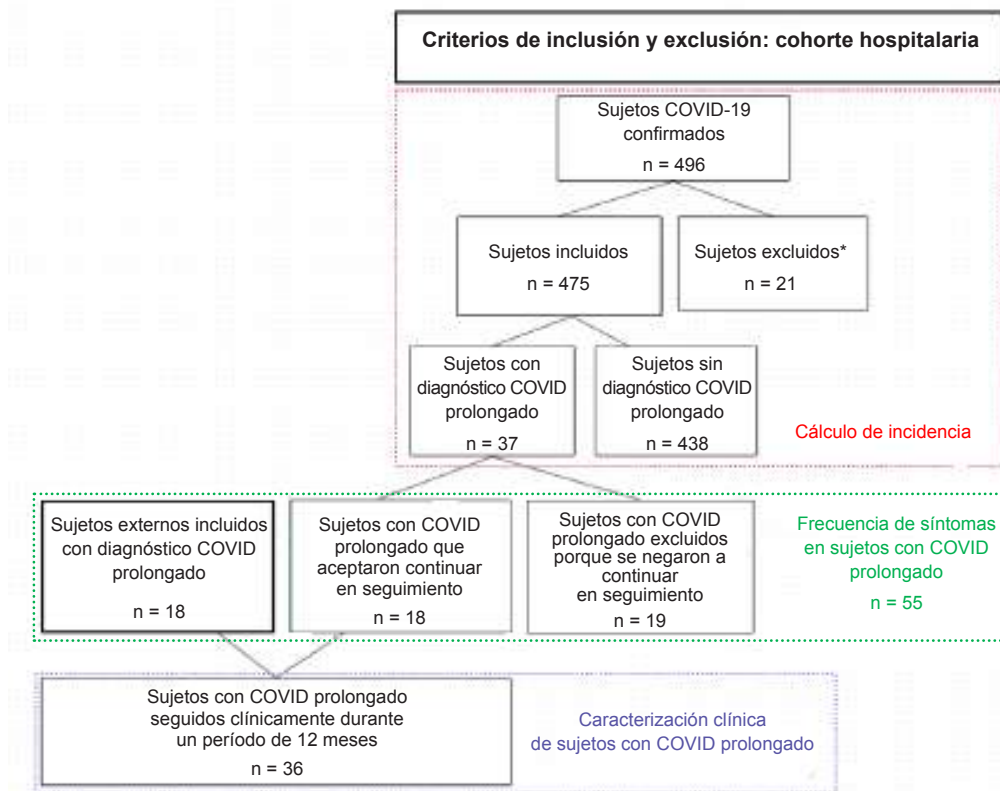 Criterios de inclusión y exclusión: cohorte hospitalaria
Sujetos COVID-19
confirmados
n = 496
Sujetos incluidos
n = 475
Sujetos excluidos*
n = 21
Sujetos con
diagnóstico COVID
prolongado
n = 37
Sujetos sin
diagnóstico COVID
prolongado
n = 438
Cálculo de incidencia
Sujetos externos incluidos
con diagnóstico COVID
prolongado
n = 18
Sujetos con COVID
prolongado que
aceptaron continuar
en seguimiento
n = 18
Sujetos con COVID
prolongado excluidos
porque se negaron a
continuar
en seguimiento
n = 19
Frecuencia de síntomas
en sujetos con COVID
prolongado
n = 55
Sujetos con COVID prolongado
seguidos clínicamente durante
un período de 12 meses
n = 36
Caracterización clínica
de sujetos con COVID prolongado